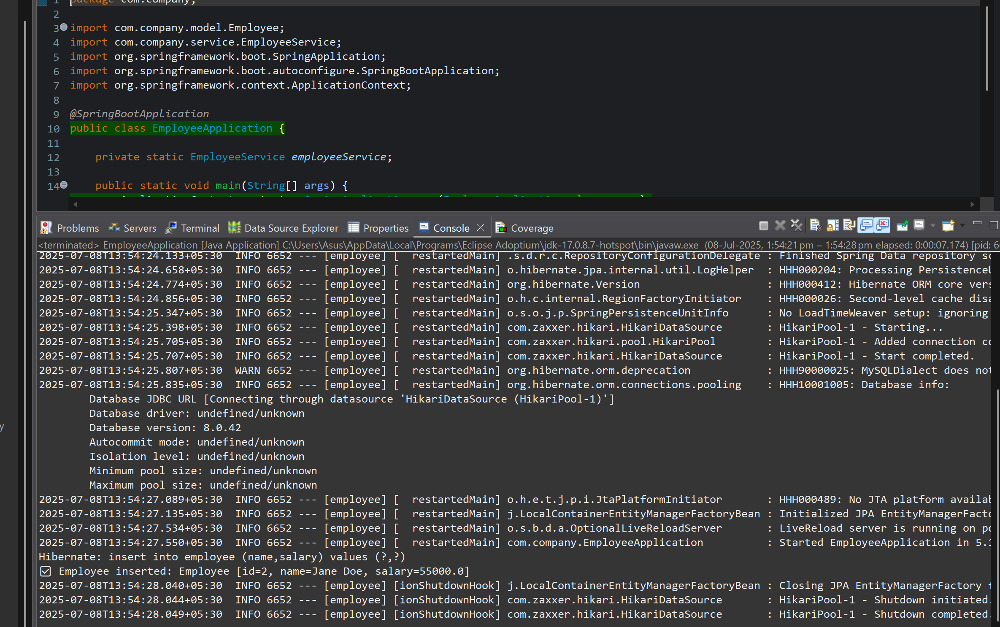 1 package com.company;
2
3 import com.company.model.Employee;
4 import com.company.service.EmployeeService;
5 import org.springframework.boot.SpringApplication;
6 import org.springframework.boot.autoconfigure.SpringBootApplication;
7 import org.springframework.context.ApplicationContext;
8
9 @SpringBootApplication
10 public class EmployeeApplication {
11
12 private static EmployeeService employeeService;
13
14 public static void main(String[] args) {
Problems Servers Terminal Data Source Explorer Properties Console Coverage
<terminated> EmployeeApplication [Java Application] C:\Users\Asus\AppData\Local\Programs\Eclipse Adoptium\jdk-17.0.8.7-hotspot\bin\javaw.exe (08-Jul-2025, 1:54:21 pm – 1:54:28 pm elapsed: 0:00:07.174) [pid: 6
2025-07-08T13:54:24.133+05:30 INFO 6652 --- [employee] [ restartedMain] .s.d.r.c.RepositoryConfigurationDelegate : Finished Spring Data repository sc
2025-07-08T13:54:24.658+05:30 INFO 6652 --- [employee] [ restartedMain] o.hibernate.jpa.internal.util.LogHelper : HHH000204: Processing PersistenceU
2025-07-08T13:54:24.774+05:30 INFO 6652 --- [employee] [ restartedMain] org.hibernate.Version : HHH000412: Hibernate ORM core vers
2025-07-08T13:54:24.856+05:30 INFO 6652 --- [employee] [ restartedMain] o.h.c.internal.RegionFactoryInitiator : HHH000026: Second-level cache disa
2025-07-08T13:54:25.347+05:30 INFO 6652 --- [employee] [ restartedMain] o.s.o.j.p.SpringPersistenceUnitInfo : No LoadTimeWeaver setup: ignoring
2025-07-08T13:54:25.398+05:30 INFO 6652 --- [employee] [ restartedMain] com.zaxxer.hikari.HikariDataSource : HikariPool-1 - Starting...
2025-07-08T13:54:25.705+05:30 INFO 6652 --- [employee] [ restartedMain] com.zaxxer.hikari.pool.HikariPool : HikariPool-1 - Added connection co
2025-07-08T13:54:25.707+05:30 INFO 6652 --- [employee] [ restartedMain] com.zaxxer.hikari.HikariDataSource : HikariPool-1 - Start completed.
2025-07-08T13:54:25.807+05:30 WARN 6652 --- [employee] [ restartedMain] org.hibernate.orm.deprecation : HHH90000025: MySQLDialect does not
2025-07-08T13:54:25.835+05:30 INFO 6652 --- [employee] [ restartedMain] org.hibernate.orm.connections.pooling : HHH10001005: Database info:
Database JDBC URL [Connecting through datasource 'HikariDataSource (HikariPool-1)']
Database driver: undefined/unknown
Database version: 8.0.42
Autocommit mode: undefined/unknown
Isolation level: undefined/unknown
Minimum pool size: undefined/unknown
Maximum pool size: undefined/unknown
2025-07-08T13:54:27.089+05:30 INFO 6652 --- [employee] [ restartedMain] o.h.e.t.j.p.i.JtaPlatformInitiator : HHH000489: No JTA platform availab
2025-07-08T13:54:27.135+05:30 INFO 6652 --- [employee] [ restartedMain] j.LocalContainerEntityManagerFactoryBean : Initialized JPA EntityManagerFacto
2025-07-08T13:54:27.534+05:30 INFO 6652 --- [employee] [ restartedMain] o.s.b.d.a.OptionalLiveReloadServer : LiveReload server is running on po
2025-07-08T13:54:27.550+05:30 INFO 6652 --- [employee] [ restartedMain] com.company.EmployeeApplication : Started EmployeeApplication in 5.1
Hibernate: insert into employee (name,salary) values (?,?)
☑ Employee inserted: Employee [id=2, name=Jane Doe, salary=55000.0]
2025-07-08T13:54:28.040+05:30 INFO 6652 --- [employee] [ionShutdownHook] j.LocalContainerEntityManagerFactoryBean : Closing JPA EntityManagerFactory f
2025-07-08T13:54:28.044+05:30 INFO 6652 --- [employee] [ionShutdownHook] com.zaxxer.hikari.HikariDataSource : HikariPool-1 - Shutdown initiated.
2025-07-08T13:54:28.049+05:30 INFO 6652 --- [employee] [ionShutdownHook] com.zaxxer.hikari.HikariDataSource : HikariPool-1 - Shutdown completed.